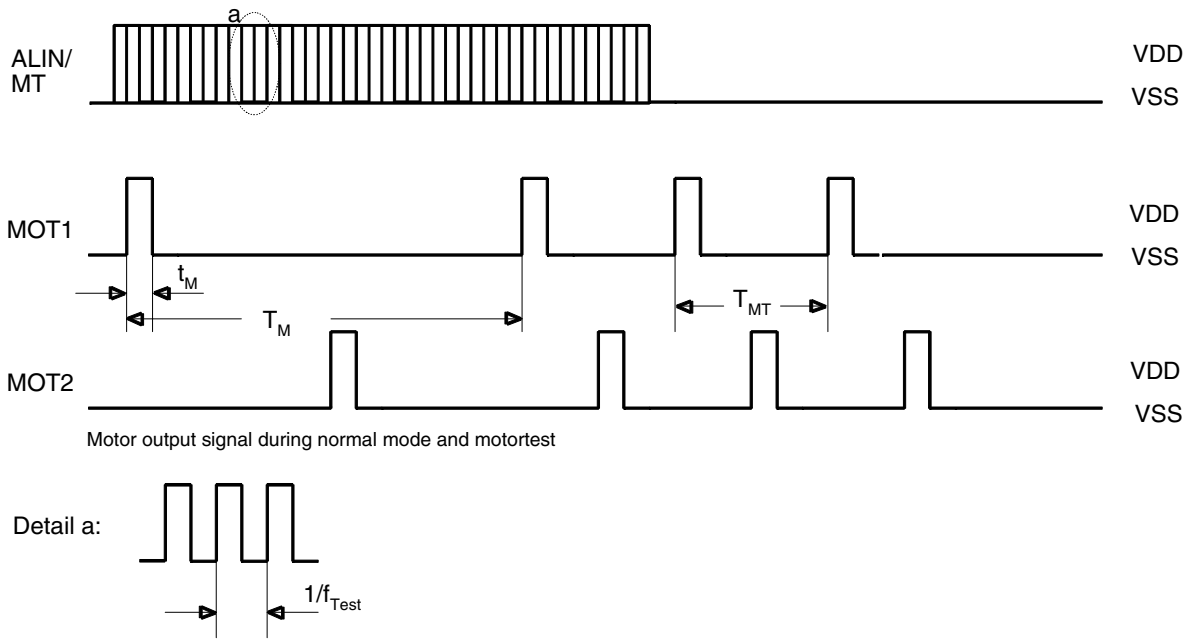 a
ALIN/
MT
VDD
VSS
MOT1
VDD
VSS
tM
TM
TMT
MOT2
VDD
VSS
Motor output signal during normal mode and motortest
Detail a:
1/fTest